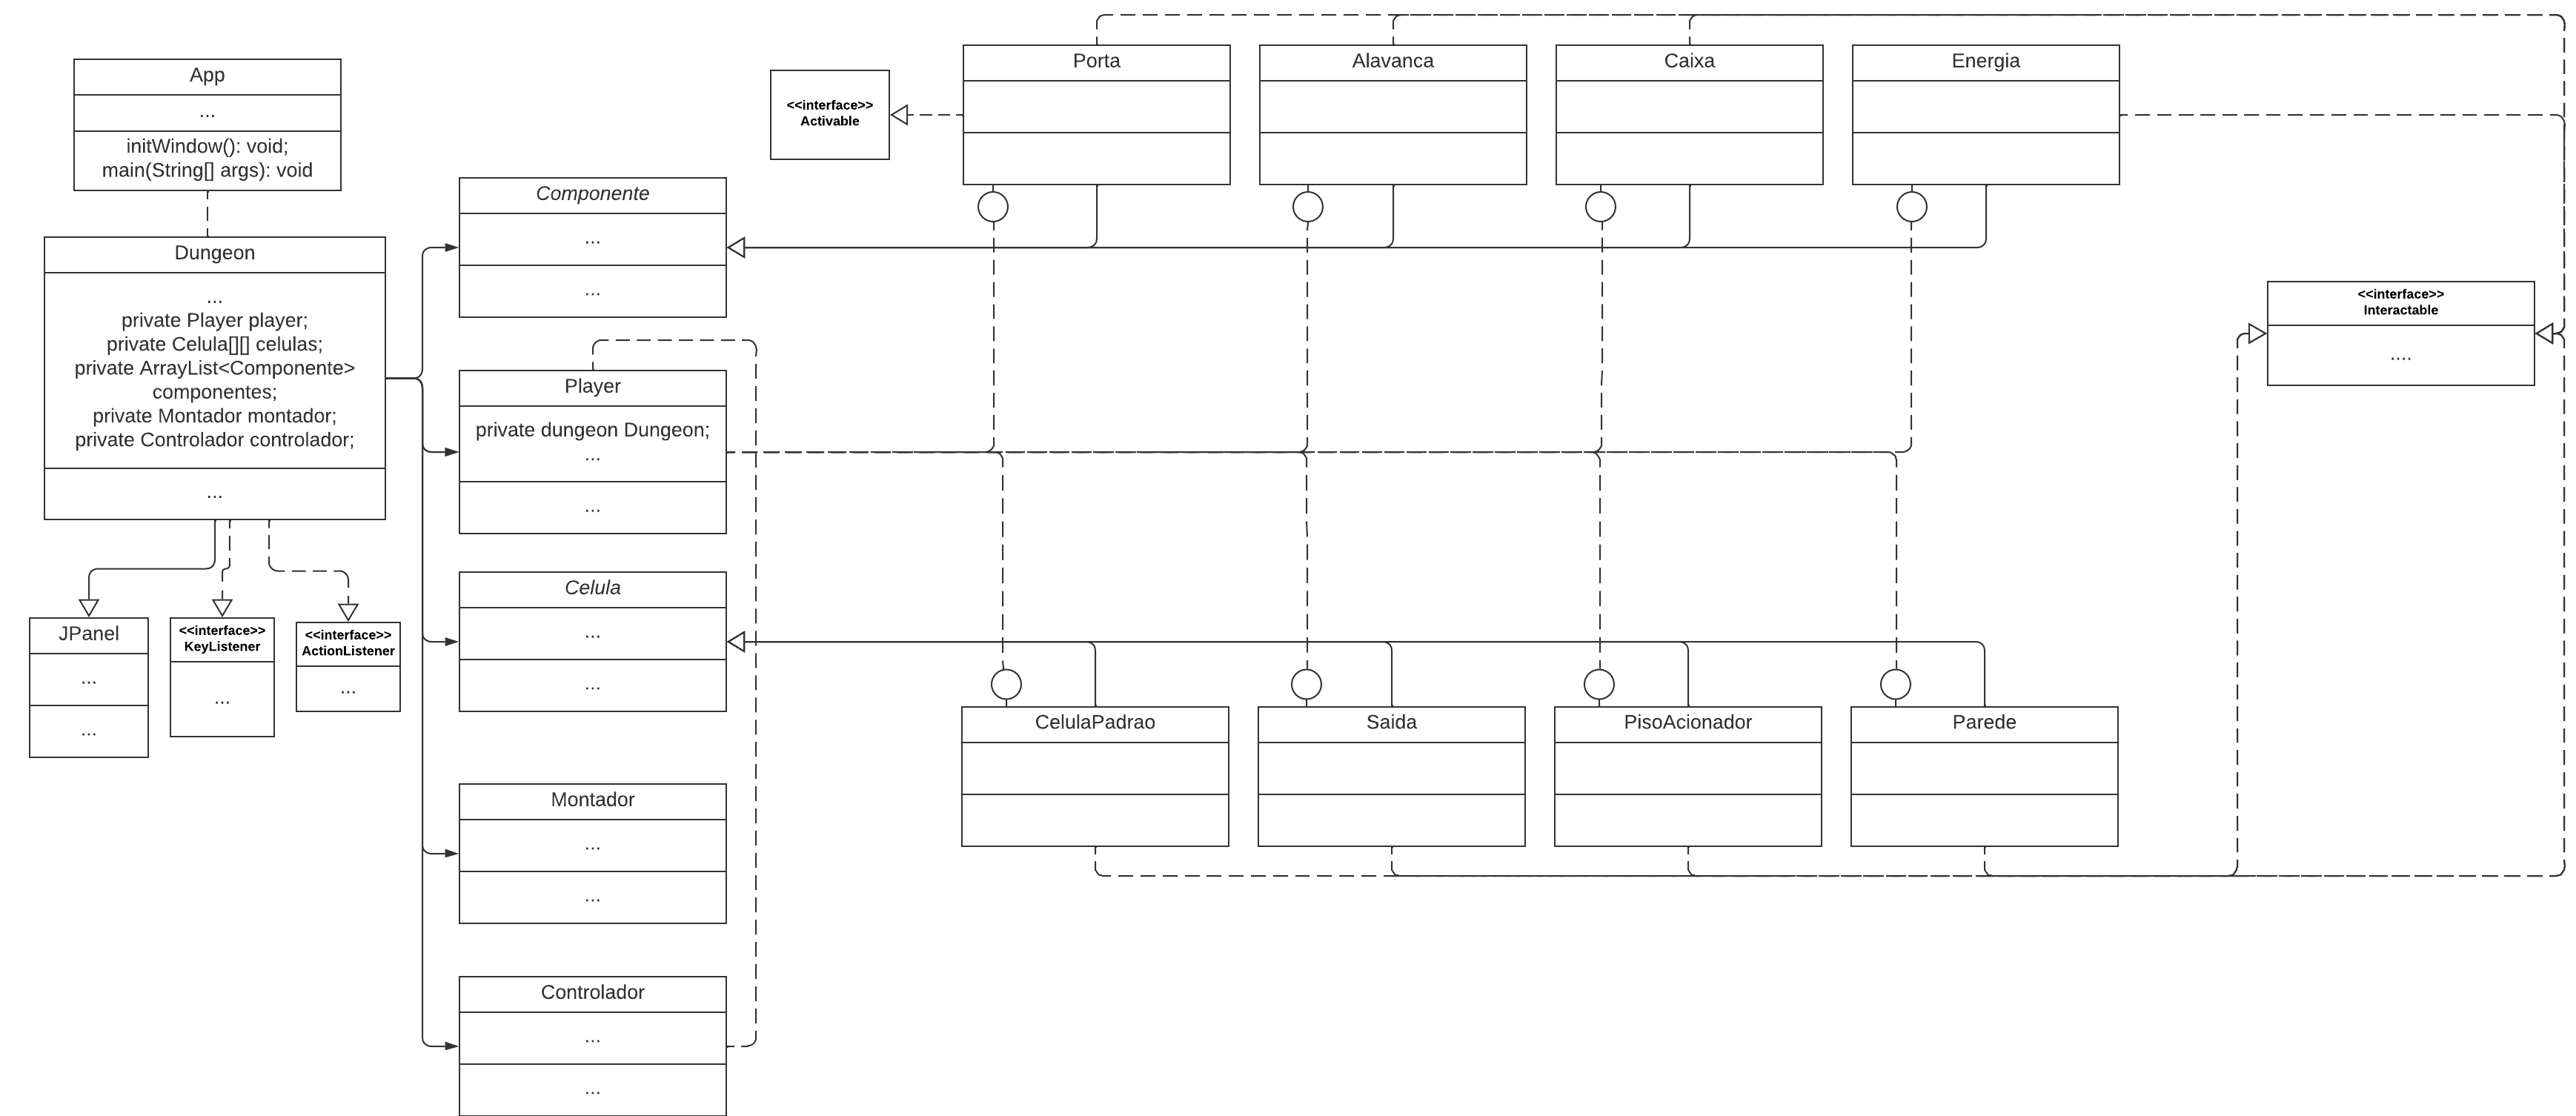 App
...
initWindow(): void;
main(String[] args): void
Dungeon
...
private Player player;
private Celula[][] celulas;
private ArrayList<Componente>
componentes;
private Montador montador;
private Controlador controlador;
...
JPanel
...
...
<<interface>>
KeyListener
...
<<interface>>
ActionListener
...
Componente
...
...
Player
private dungeon Dungeon;
...
...
Celula
...
...
Montador
...
...
Controlador
...
...
<<interface>>
Activable
Porta
Alavanca
Caixa
Energia
<<interface>>
Interactable
....
CelulaPadrao
Saida
PisoAcionador
Parede